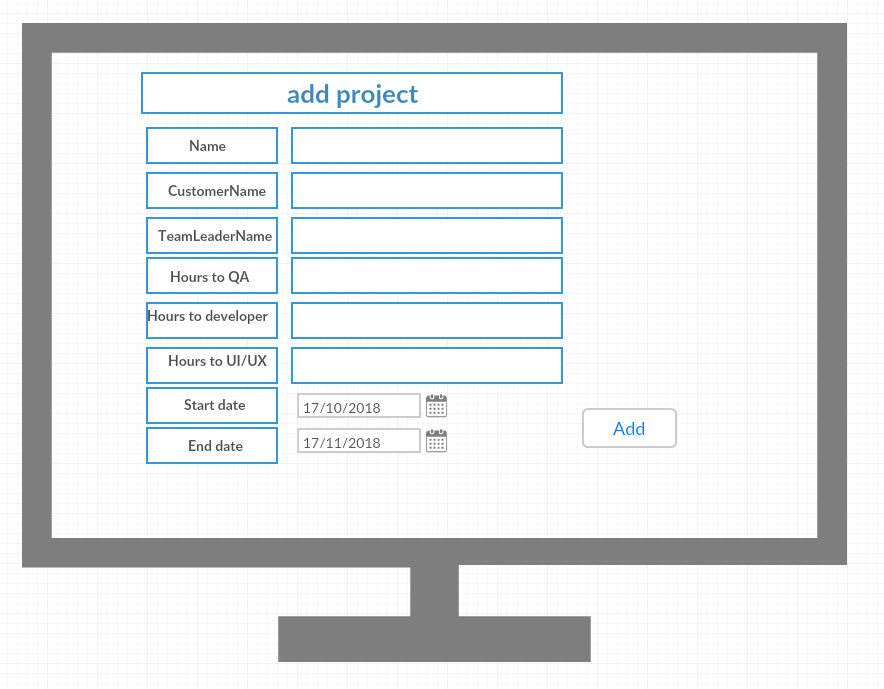 add project
Name
CustomerName
TeamLeaderName
Hours to QA
Hours to developer
Hours to UI/UX
Start date
17/10/2018
End date
17/11/2018
Add